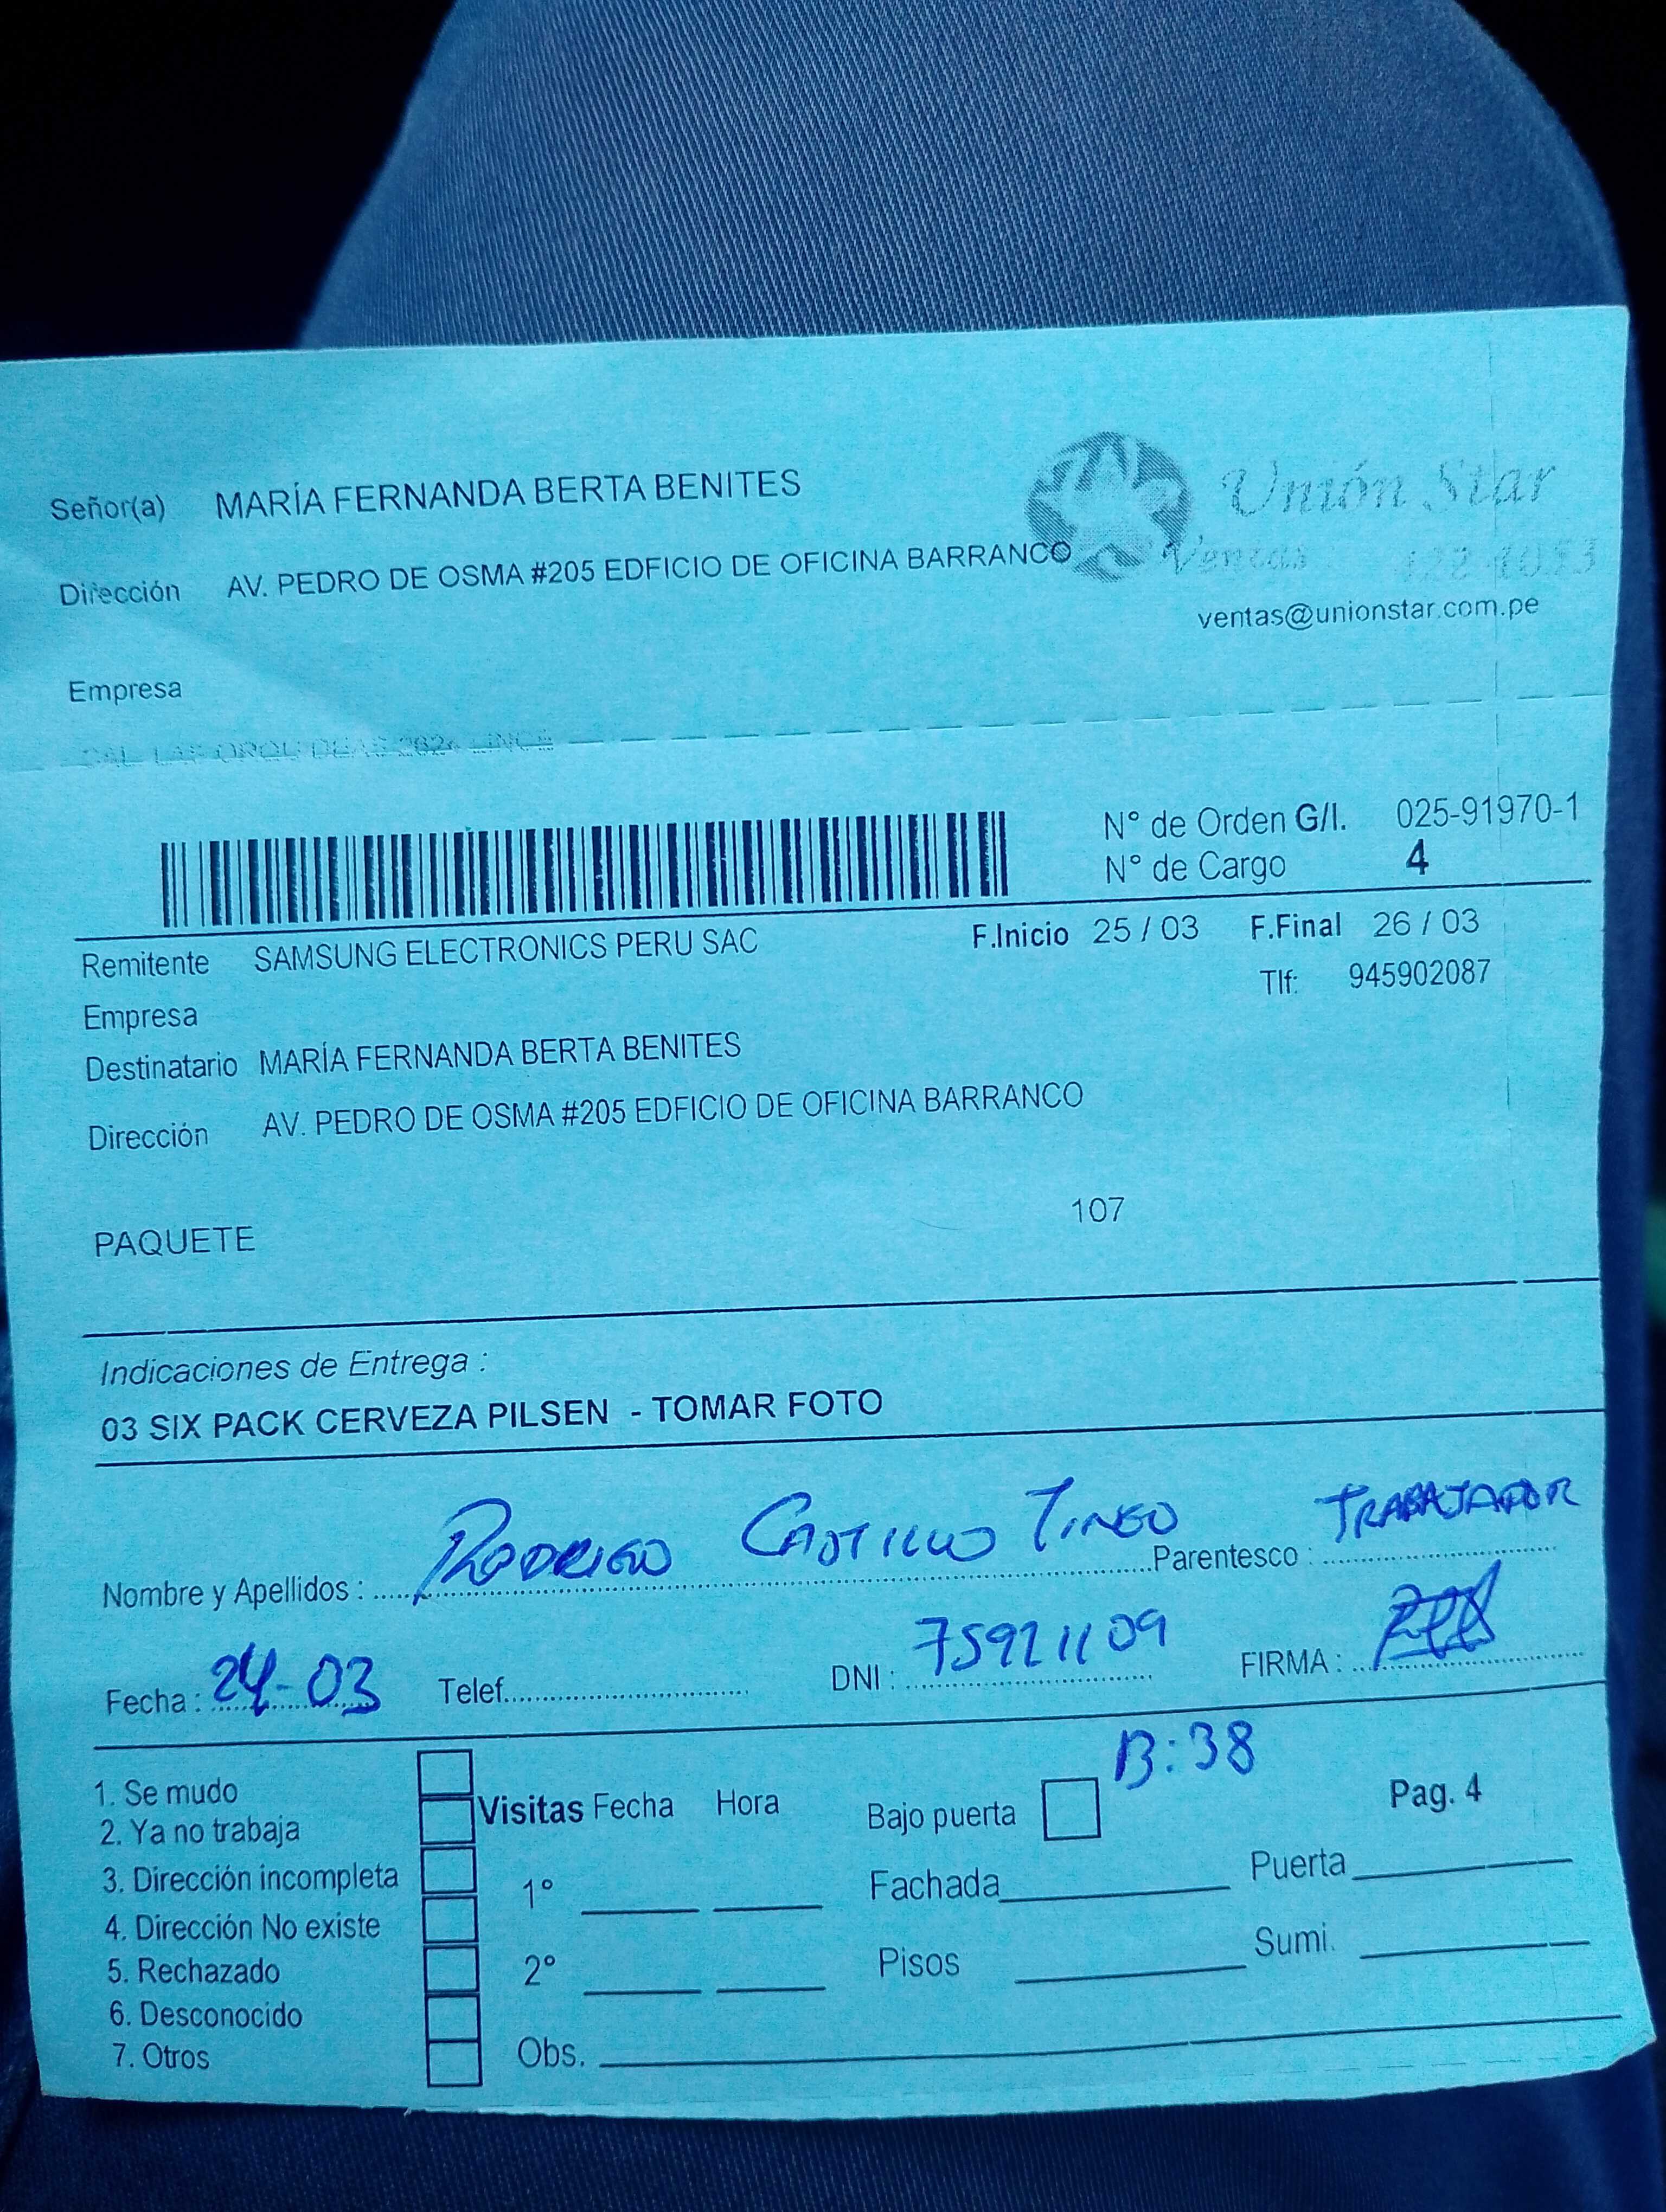 Señor(a) MARÍA FERNANDA BERTA BENITES
Unión Star
Dirección AV. PEDRO DE OSMA #205 EDFICIO DE OFICINA BARRANCO
Ventas
ventas@unionstar.com.pe
Empresa
N° de Orden G/I. 025-91970-1
N° de Cargo 4
Remitente SAMSUNG ELECTRONICS PERU SAC F.Inicio 25 / 03 F.Final 26 / 03
Tlf: 945902087
Empresa
Destinatario MARÍA FERNANDA BERTA BENITES
Dirección AV. PEDRO DE OSMA #205 EDFICIO DE OFICINA BARRANCO
PAQUETE 107
Indicaciones de Entrega :
03 SIX PACK CERVEZA PILSEN - TOMAR FOTO
Nombre y Apellidos : RODRIGO CASTILLO TINEO Parentesco : TRABAJADOR
Fecha : 24-03 Telef. DNI : 75921109 FIRMA :
:38
1. Se mudo
2. Ya no trabaja
3. Dirección incompleta
4. Dirección No existe
5. Rechazado
6. Desconocido
7. Otros
Visitas Fecha Hora
1°
2°
Obs.
Bajo puerta Pag. 4
Fachada Puerta
Pisos Sumi.